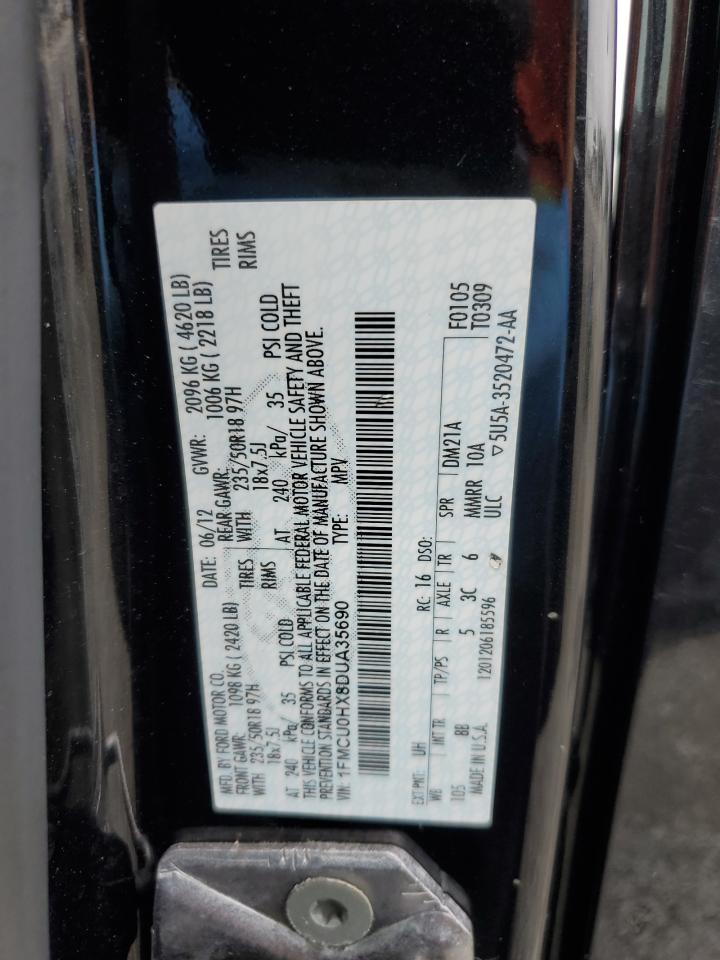 MFD. BY FORD MOTOR CO. DATE: 06/12 GVWR: 2096 KG ( 4620 LB)
FRONT GAWR: 1098 KG ( 2420 LB) REAR GAWR: 1006 KG ( 2218 LB)
WITH 235/50R18 97H TIRES WITH 235/50R18 97H TIRES
18x7.5J RIMS 18x7.5J RIMS
AT 240 kPa/ 35 PSI COLD AT 240 kPa/ 35 PSI COLD
THIS VEHICLE CONFORMS TO ALL APPLICABLE FEDERAL MOTOR VEHICLE SAFETY AND THEFT
PREVENTION STANDARDS IN EFFECT ON THE DATE OF MANUFACTURE SHOWN ABOVE.
VIN: 1FMCU0HX8DUA35690 TYPE: MPV
EXT PNT: UH RC: 16 DSO: F0105
WB INT TR TP/PS R AXLE TR SPR DM21A T0309
105 8B 5 3C 6 MMRR 10A
MADE IN U.S.A 1201206185596 ULC ▽5U5A-3520472-AA